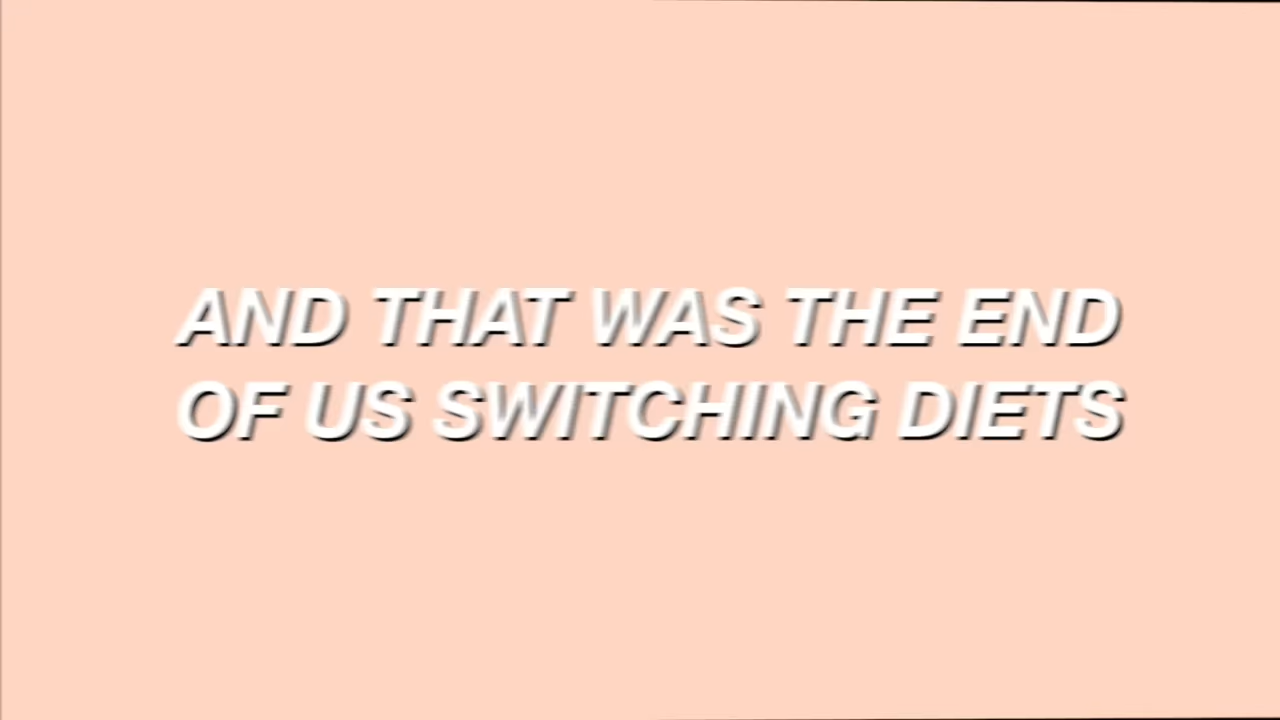 AND THAT WAS THE END
OF US SWITCHING DIETS